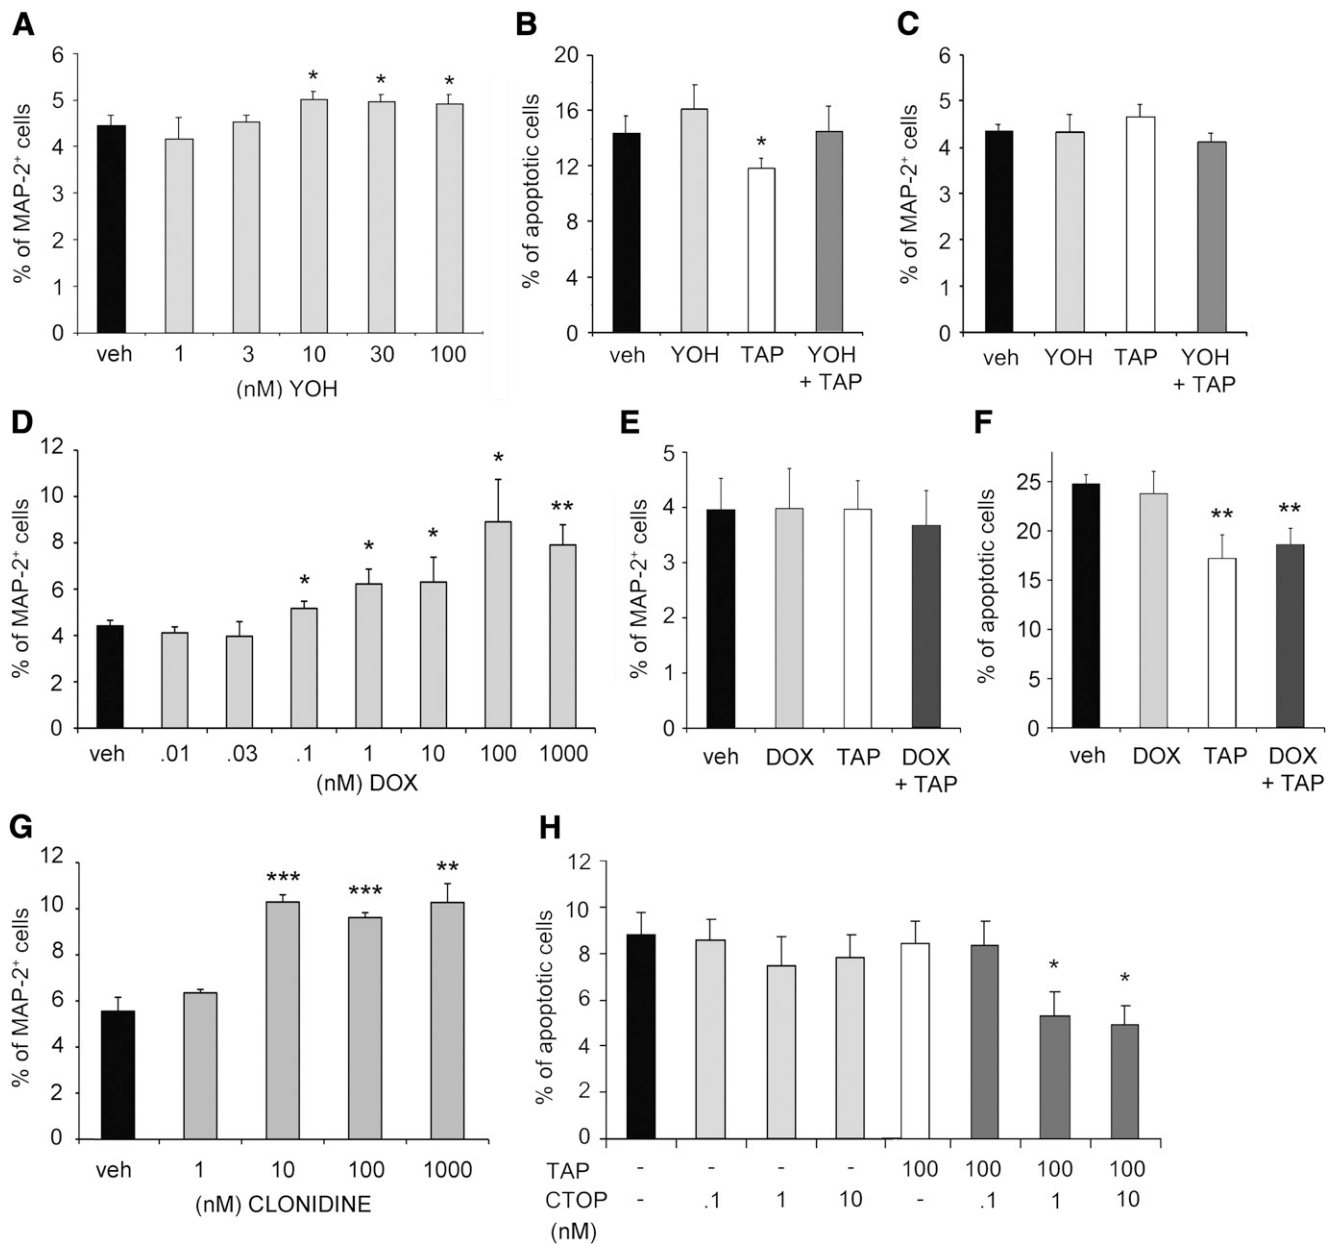 A
% of MAP-2+ cells
6
5
4
3
2
1
0
* * *
veh 1 3 10 30 100
(nM) YOH
B
% of apoptotic cells
20
16
12
8
4
0
*
veh YOH TAP YOH
+ TAP
C
% of MAP-2+ cells
6
5
4
3
2
1
0
veh YOH TAP YOH
+ TAP
D
% of MAP-2+ cells
12
10
8
6
4
2
0
* * * * **
veh .01 .03 .1 1 10 100 1000
(nM) DOX
E
% of MAP-2+ cells
5
4
3
2
1
0
veh DOX TAP DOX
+ TAP
F
% of apoptotic cells
25
20
15
10
5
0
** **
veh DOX TAP DOX
+ TAP
G
% of MAP-2+ cells
12
10
8
6
4
2
0
*** *** **
veh 1 10 100 1000
(nM) CLONIDINE
H
% of apoptotic cells
12
10
8
6
4
2
0
* *
TAP - - - - 100 100 100 100
CTOP - .1 1 10 - .1 1 10
(nM)